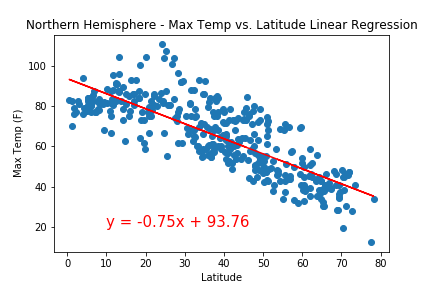 Northern Hemisphere - Max Temp vs. Latitude Linear Regression
100
80
60
40
20
Max Temp (F)
y = -0.75x + 93.76
0 10 20 30 40 50 60 70 80
Latitude